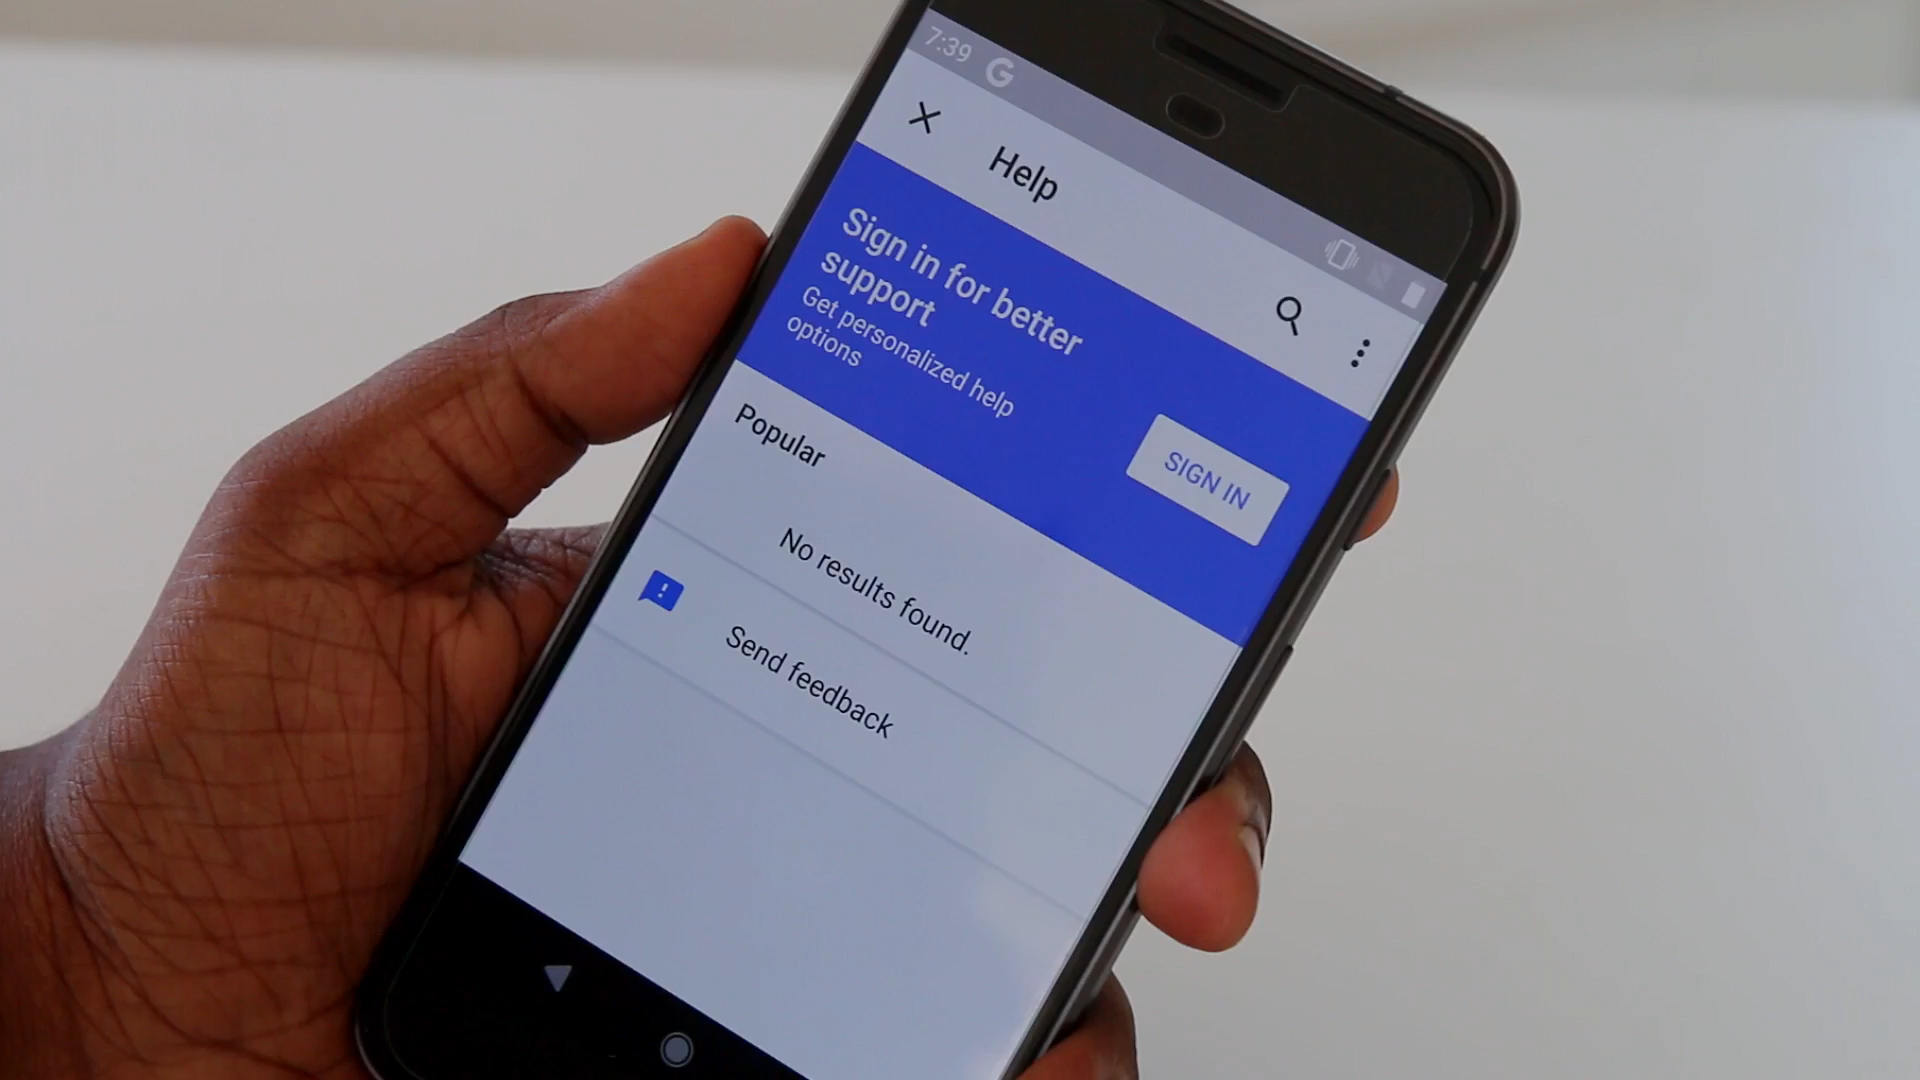 7:39 G
Help
Sign in for better
support
Get personalized help
options
SIGN IN
Popular
No results found.
Send feedback